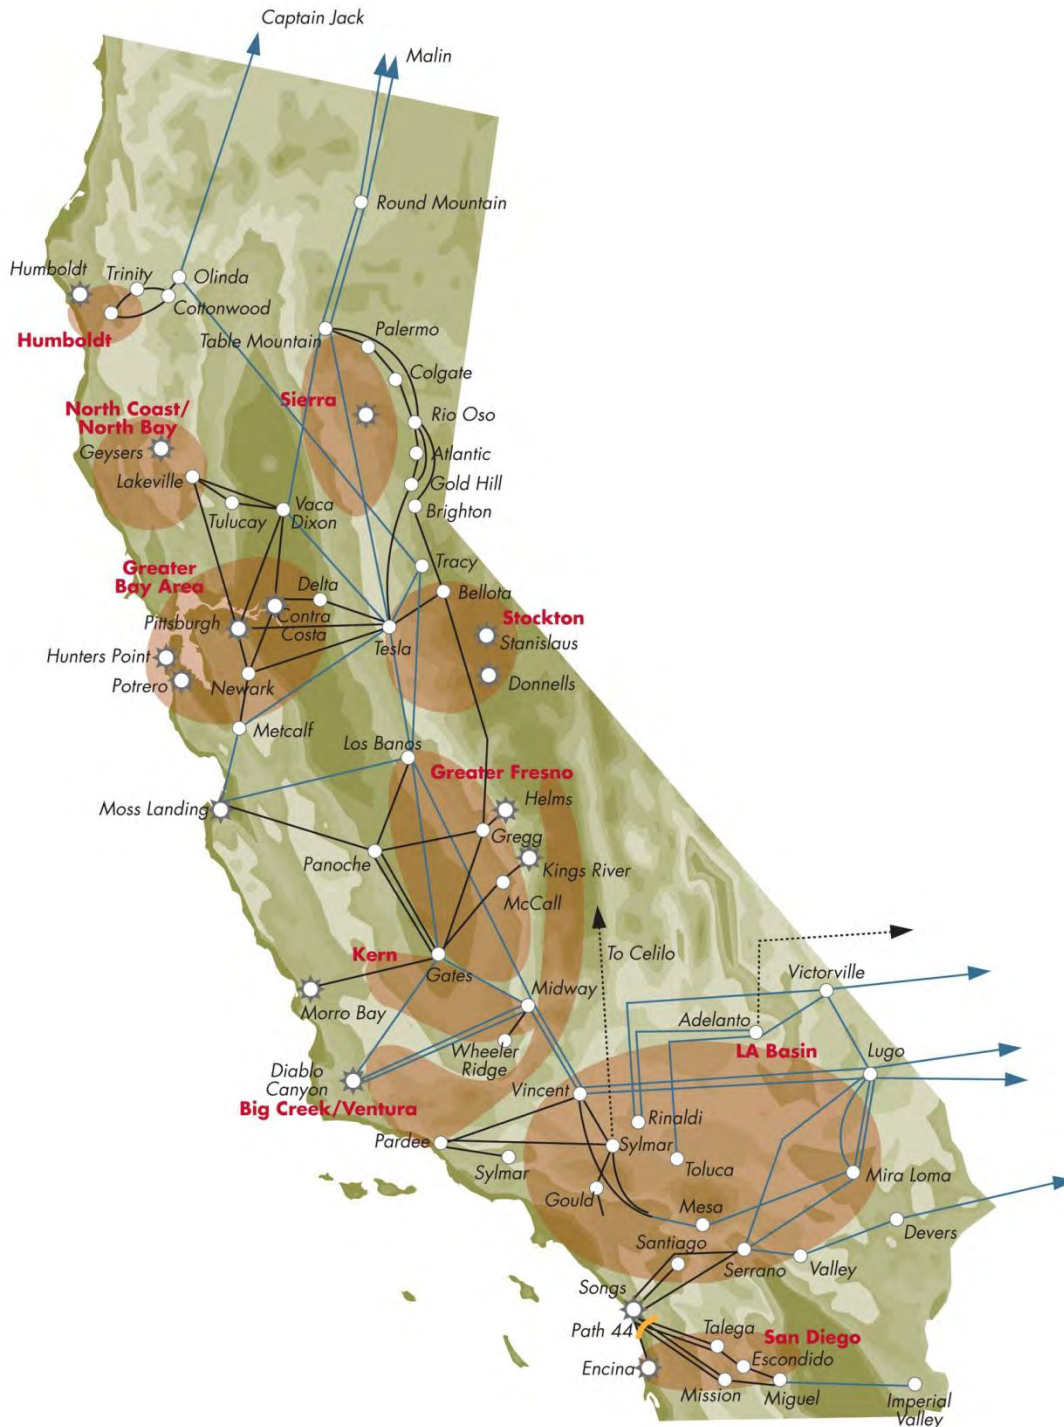 Captain Jack
Malin
Round Mountain
Humboldt
Trinity
Olinda
Cottonwood
Humboldt
Table Mountain
Palermo
Colgate
Sierra
Rio Oso
North Coast/
North Bay
Geysers
Atlantic
Lakeville
Gold Hill
Tulucay
Vaca
Dixon
Brighton
Greater
Bay Area
Delta
Tracy
Bellota
Pittsburgh
Contra
Costa
Tesla
Stockton
Stanislaus
Hunters Point
Potrero
Newark
Donnells
Metcalf
Los Banos
Greater Fresno
Moss Landing
Helms
Gregg
Panoche
Kings River
McCall
Kern
Gates
To Celilo
Morro Bay
Midway
Victorville
Adelanto
LA Basin
Lugo
Wheeler
Ridge
Diablo
Canyon
Vincent
Big Creek/Ventura
Rinaldi
Pardee
Sylmar
Sylmar
Toluca
Mira Loma
Gould
Mesa
Devers
Santiago
Serrano
Valley
Songs
Path 44
Talega
San Diego
Encina
Escondido
Mission
Miguel
Imperial
Valley